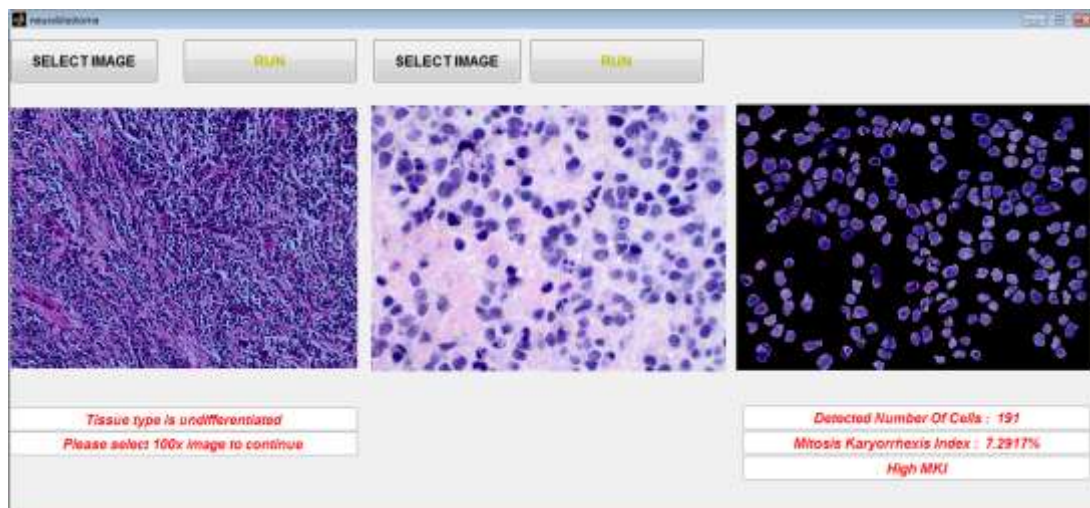 neuroblastoma
SELECT IMAGE
RUN
SELECT IMAGE
RUN
Tissue type is undifferentiated
Please select 100x image to continue
Detected Number Of Cells : 191
Mitosis Karyorrhexis Index : 7.2917%
High MKI